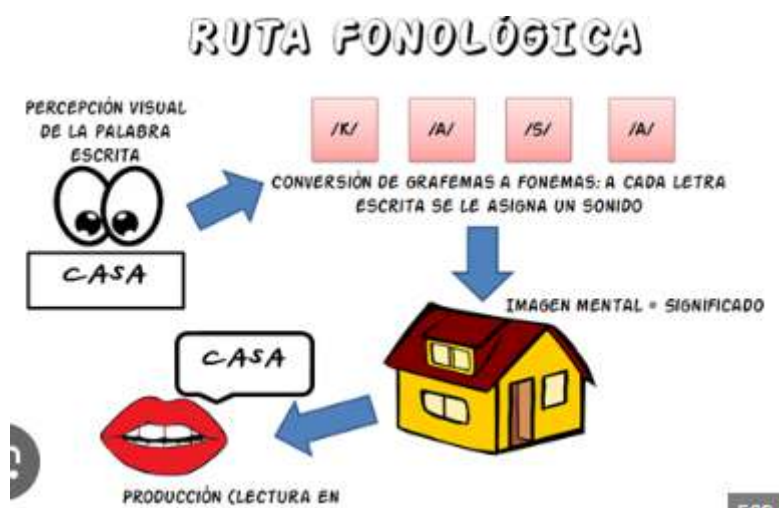 RUTA FONOLÓGICA
PERCEPCIÓN VISUAL
DE LA PALABRA
ESCRITA
CASA
/K/ /A/ /S/ /A/
CONVERSIÓN DE GRAFEMAS A FONEMAS: A CADA LETRA
ESCRITA SE LE ASIGNA UN SONIDO
IMAGEN MENTAL = SIGNIFICADO
CASA
PRODUCCIÓN (LECTURA EN